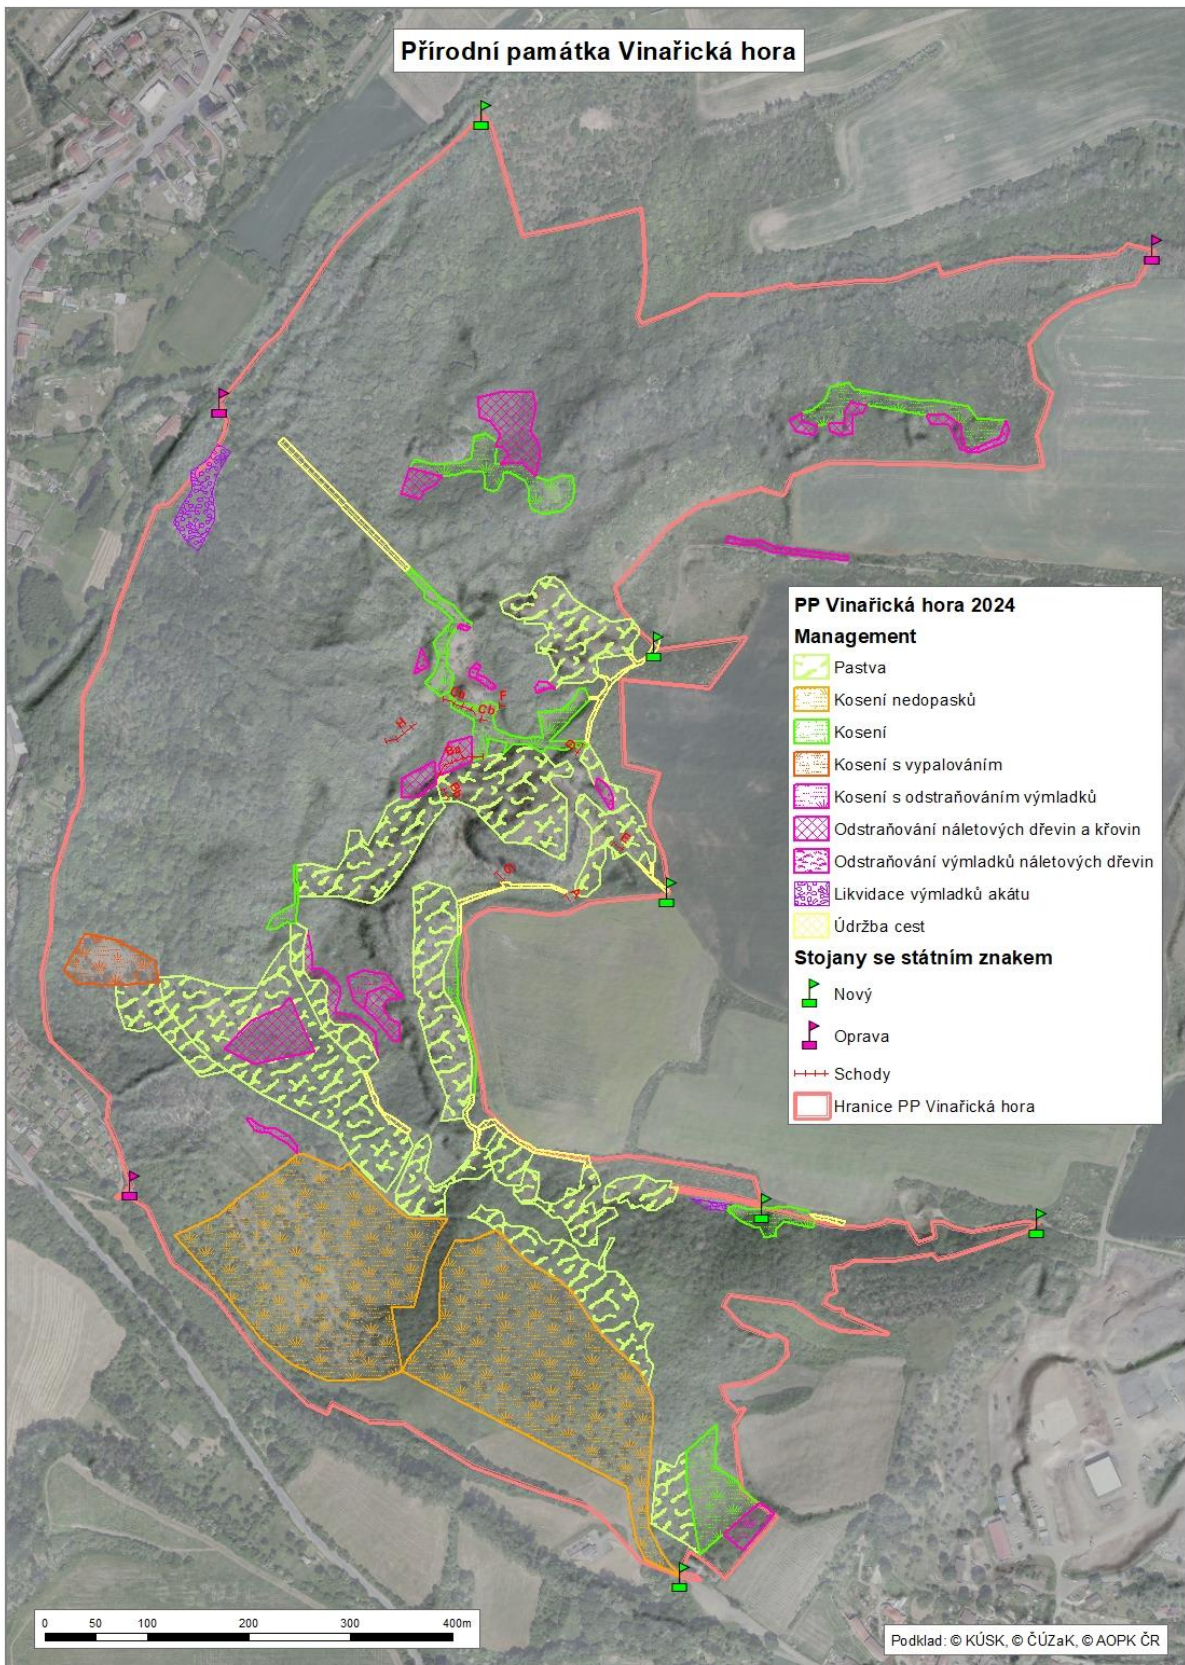 Přírodní památka Vinařická hora
F
Cb
H
Ba
D
E
G
A
PP Vinařická hora 2024
Management
Pastva
Kosení nedopasků
Kosení
Kosení s vypalováním
Kosení s odstraňováním výmladků
Odstraňování náletových dřevin a křovin
Odstraňování výmladků náletových dřevin
Likvidace výmladků akátu
Údržba cest
Stojany se státním znakem
Nový
Oprava
Schody
Hranice PP Vinařická hora
0 50 100 200 300 400m
Podklad: © KÚSK, © ČÚZaK, © AOPK ČR